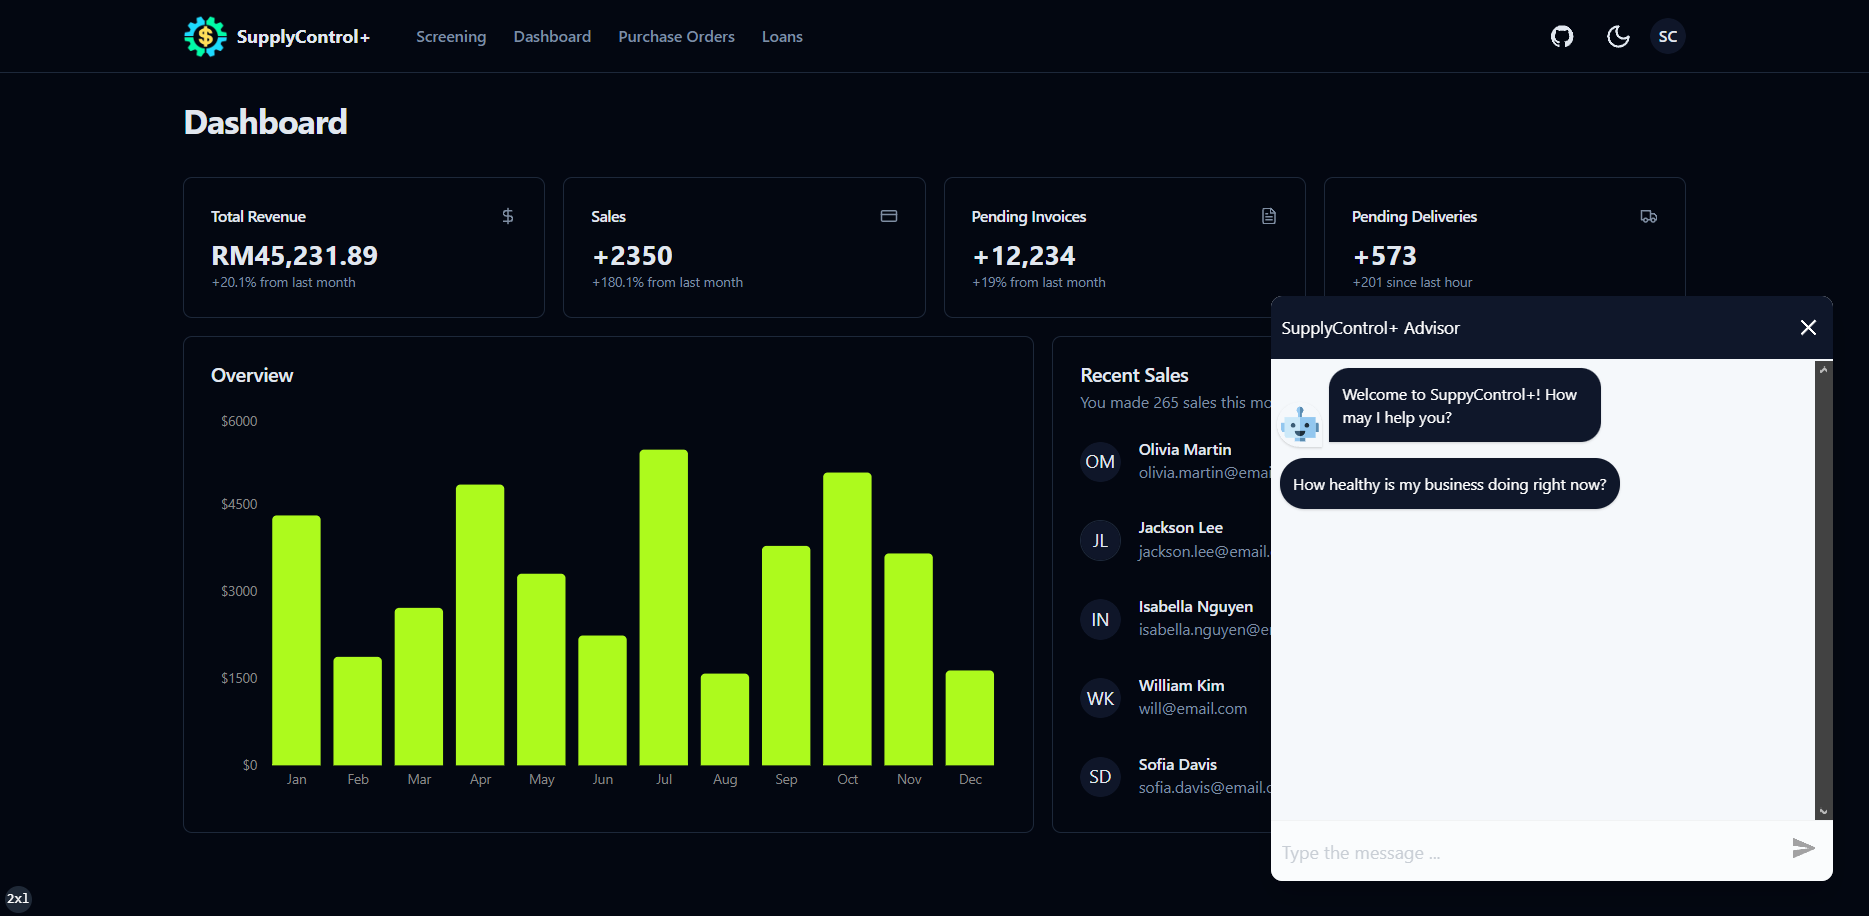 SupplyControl+
Screening
Dashboard
Purchase Orders
Loans
SC
Dashboard
Total Revenue
RM45,231.89
+20.1% from last month
Sales
+2350
+180.1% from last month
Pending Invoices
+12,234
+19% from last month
Pending Deliveries
+573
+201 since last hour
Overview
$6000
$4500
$3000
$1500
$0
Jan Feb Mar Apr May Jun Jul Aug Sep Oct Nov Dec
Recent Sales
You made 265 sales this mo
OM
Olivia Martin
olivia.martin@emai
JL
Jackson Lee
jackson.lee@email.
IN
Isabella Nguyen
isabella.nguyen@e
WK
William Kim
will@email.com
SD
Sofia Davis
sofia.davis@email.c
SupplyControl+ Advisor
Welcome to SuppyControl+! How
may I help you?
How healthy is my business doing right now?
Type the message ...
2xl